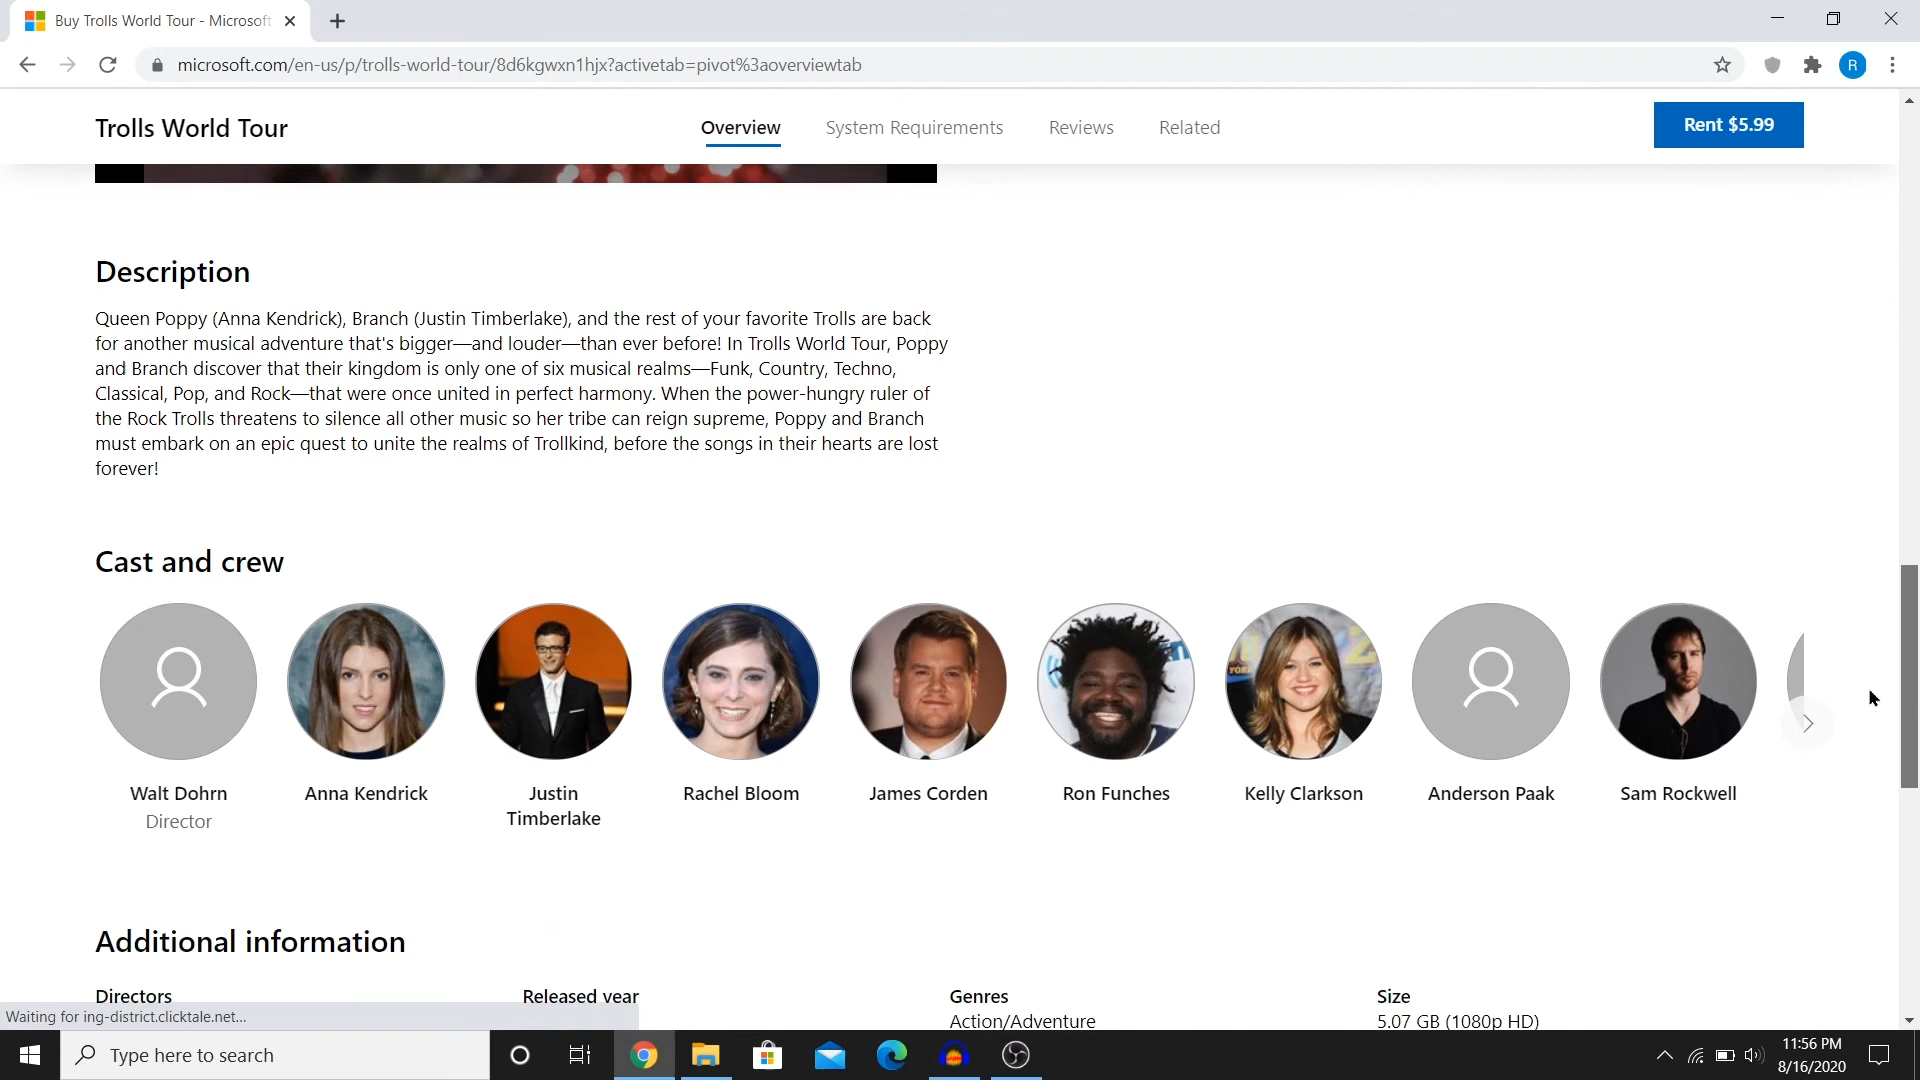 Buy Trolls World Tour - Microsoft
microsoft.com/en-us/p/trolls-world-tour/8d6kgwxn1hjx?activetab=pivot%3aoverviewtab
R
Trolls World Tour
Overview
System Requirements
Reviews
Related
Rent $5.99
Description
Queen Poppy (Anna Kendrick), Branch (Justin Timberlake), and the rest of your favorite Trolls are back
for another musical adventure that's bigger—and louder—than ever before! In Trolls World Tour, Poppy
and Branch discover that their kingdom is only one of six musical realms—Funk, Country, Techno,
Classical, Pop, and Rock—that were once united in perfect harmony. When the power-hungry ruler of
the Rock Trolls threatens to silence all other music so her tribe can reign supreme, Poppy and Branch
must embark on an epic quest to unite the realms of Trollkind, before the songs in their hearts are lost
forever!
Cast and crew
Walt Dohrn
Director
Anna Kendrick
Justin
Timberlake
Rachel Bloom
James Corden
Ron Funches
Kelly Clarkson
Anderson Paak
Sam Rockwell
Additional information
Directors
Released year
Genres
Action/Adventure
Size
5.07 GB (1080p HD)
Waiting for ing-district.clicktale.net...
Type here to search
11:56 PM
8/16/2020